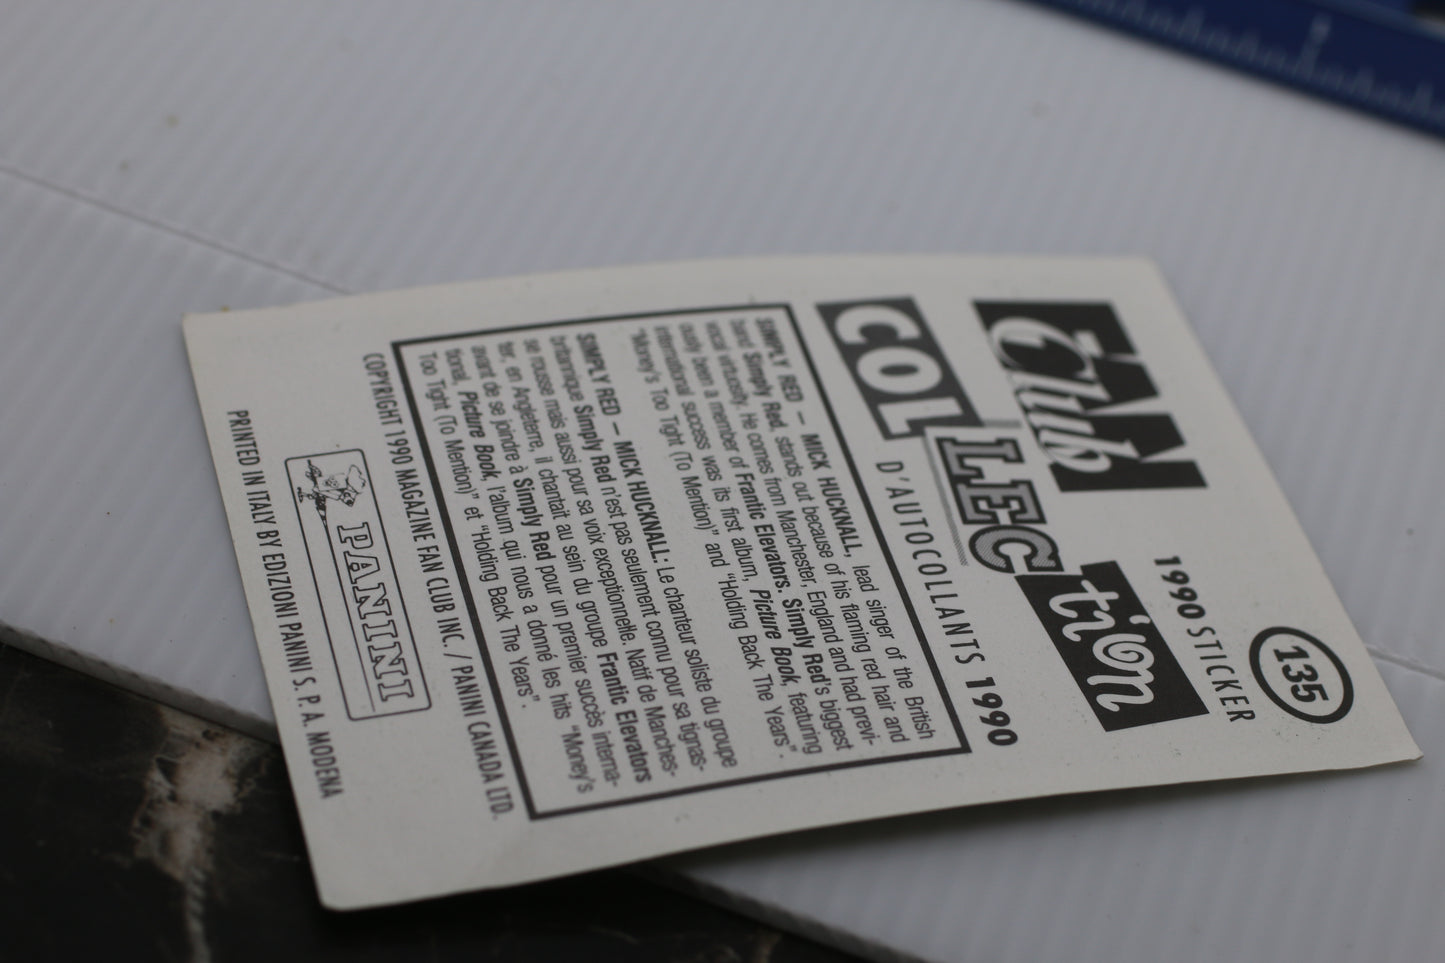 135
FAN
Club
1990 STICKER
COLLECtion
D'AUTOCOLLANTS 1990
SIMPLY RED – MICK HUCKNALL, lead singer of the British
band Simply Red, stands out because of his flaming red hair and
vocal virtuosity. He comes from Manchester, England and had previ-
ously been a member of Frantic Elevators. Simply Red's biggest
international success was its first album, Picture Book, featuring
"Money's Too Tight (To Mention)" and "Holding Back The Years".
SIMPLY RED – MICK HUCKNALL: Le chanteur soliste du groupe
britannique Simply Red n'est pas seulement connu pour sa tignas-
se rousse mais aussi pour sa voix exceptionnelle. Natif de Manches-
ter, en Angleterre, il chantait au sein du groupe Frantic Elevators
avant de se joindre à Simply Red pour un premier succès interna-
tional, Picture Book, l'album qui nous a donné les hits "Money's
Too Tight (To Mention)" et "Holding Back The Years".
COPYRIGHT 1990 MAGAZINE FAN CLUB INC. / PANINI CANADA LTD.
PANINI
PRINTED IN ITALY BY EDIZIONI PANINI S. P. A. MODENA